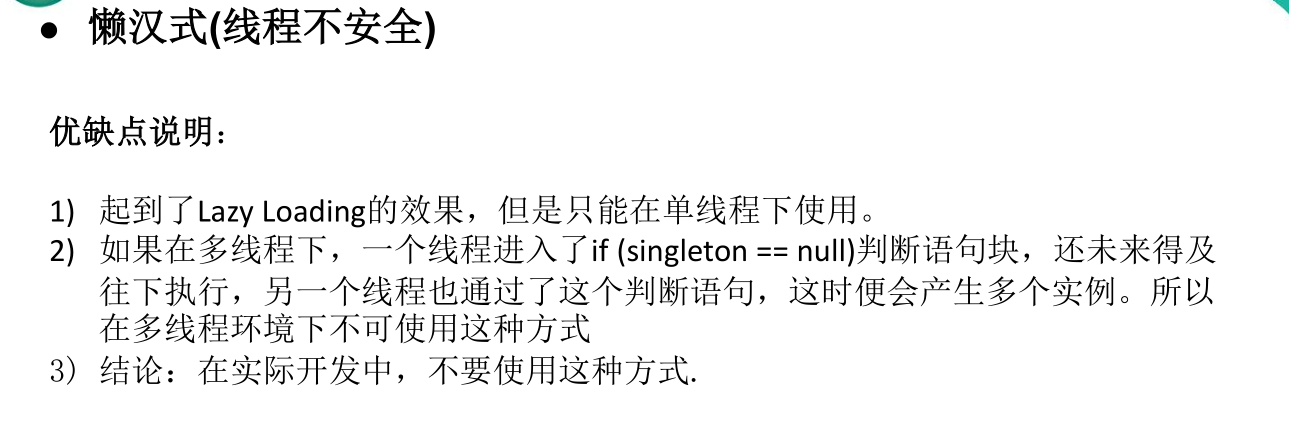 • 懒汉式(线程不安全)
优缺点说明：
1) 起到了Lazy Loading的效果，但是只能在单线程下使用。
2) 如果在多线程下，一个线程进入了if (singleton == null)判断语句块，还未来得及
往下执行，另一个线程也通过了这个判断语句，这时便会产生多个实例。所以
在多线程环境下不可使用这种方式
3) 结论：在实际开发中，不要使用这种方式.